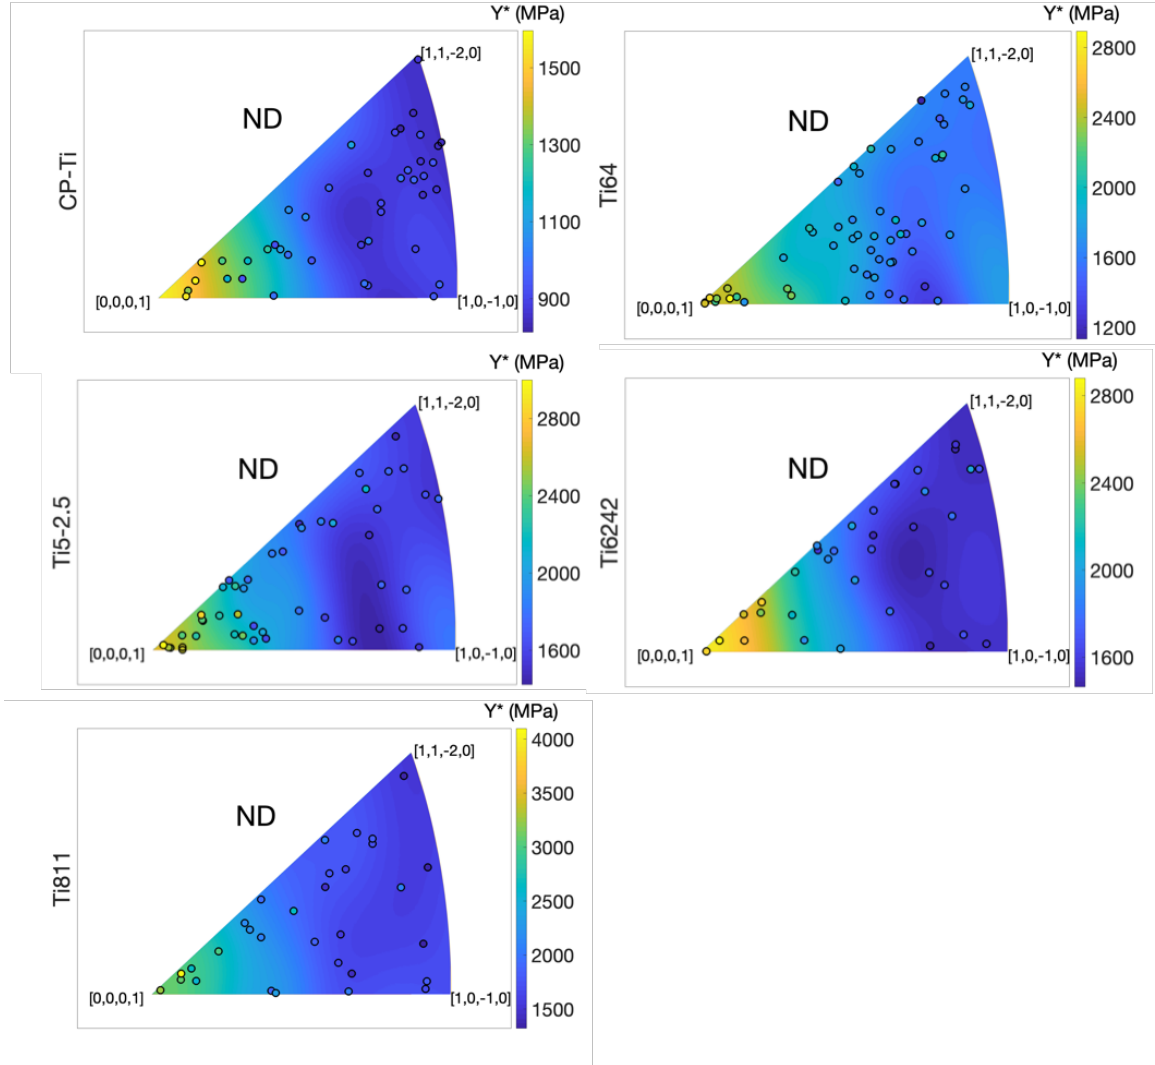 Y* (MPa)
CP-Ti
ND
[1,1,-2,0]
[0,0,0,1]
[1,0,-1,0]
1500
1300
1100
900
Y* (MPa)
Ti64
ND
[1,1,-2,0]
[0,0,0,1]
[1,0,-1,0]
2800
2400
2000
1600
1200
Y* (MPa)
Ti5-2.5
ND
[1,1,-2,0]
[0,0,0,1]
[1,0,-1,0]
2800
2400
2000
1600
Y* (MPa)
Ti6242
ND
[1,1,-2,0]
[0,0,0,1]
[1,0,-1,0]
2800
2400
2000
1600
Y* (MPa)
Ti811
ND
[1,1,-2,0]
[0,0,0,1]
[1,0,-1,0]
4000
3500
3000
2500
2000
1500